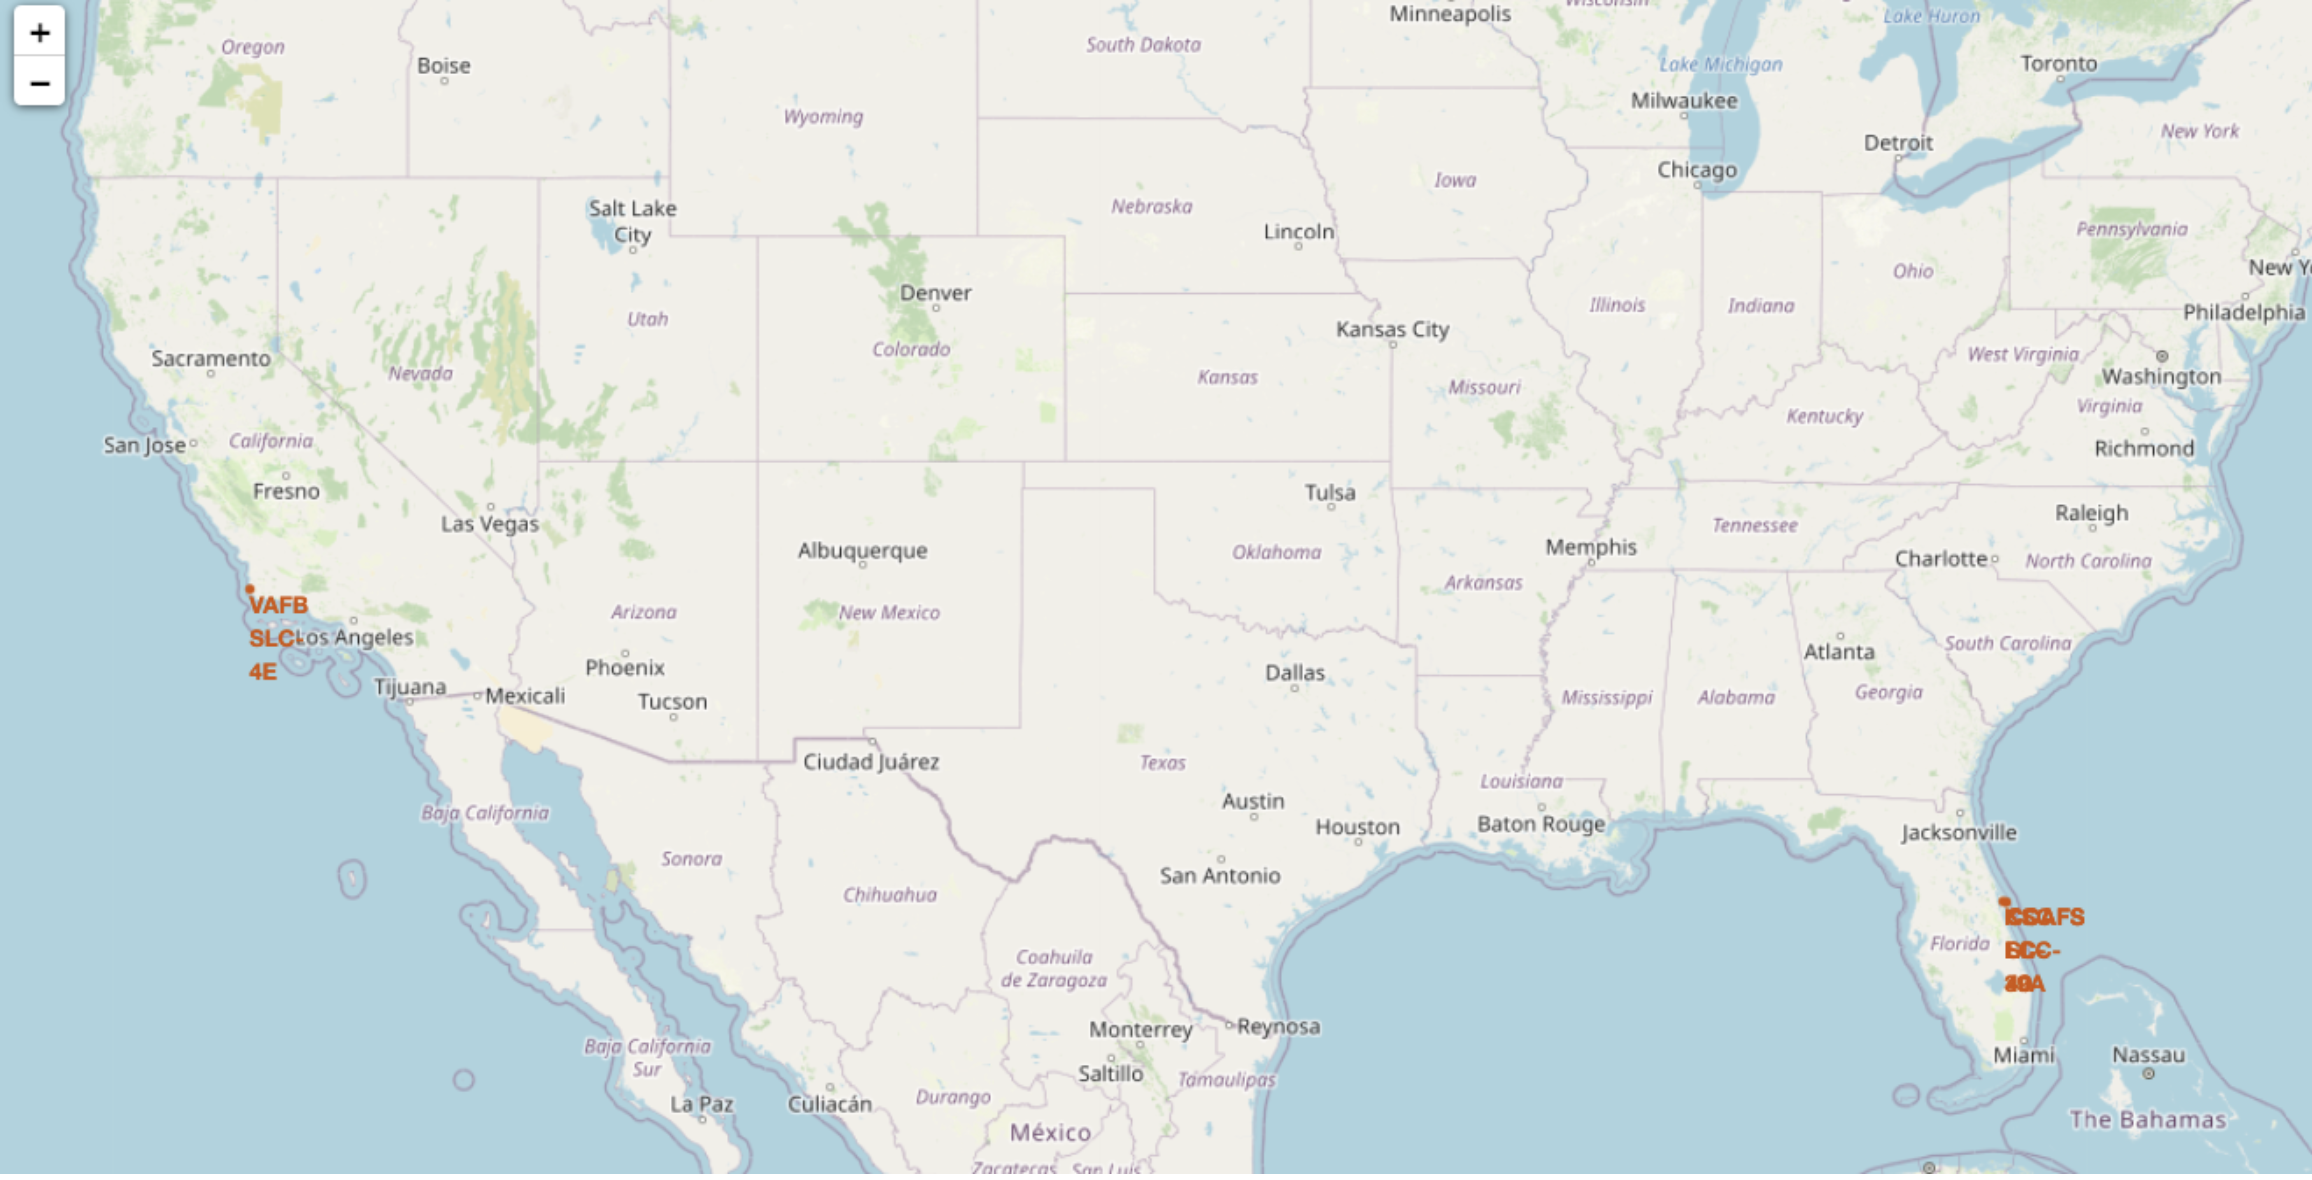 +
−
Oregon
Boise
South Dakota
Minneapolis
Lake Huron
Toronto
Lake Michigan
Wyoming
Milwaukee
Detroit
New York
Chicago
Iowa
Nebraska
Salt Lake
City
Lincoln
Pennsylvania
Ohio
New Y
Denver
Utah
Illinois
Indiana
Philadelphia
Kansas City
Colorado
Sacramento
Nevada
Kansas
Missouri
West Virginia
Washington
Virginia
Kentucky
San Jose
California
Richmond
Fresno
Las Vegas
Tulsa
Tennessee
Raleigh
Albuquerque
Oklahoma
Memphis
Charlotte
North Carolina
Arkansas
VAFB
SLC-
4E
Los Angeles
Arizona
New Mexico
South Carolina
Atlanta
Phoenix
Dallas
Tijuana
Mexicali
Tucson
Mississippi
Alabama
Georgia
Ciudad Juárez
Texas
Louisiana
Austin
Baja California
Houston
Baton Rouge
Jacksonville
Sonora
San Antonio
Chihuahua
Florida
Coahuila
de Zaragoza
Monterrey
Reynosa
Baja California
Sur
Saltillo
Tamaulipas
Miami
Nassau
La Paz
Culiacán
Durango
México
The Bahamas
Zacatecas
San Luis